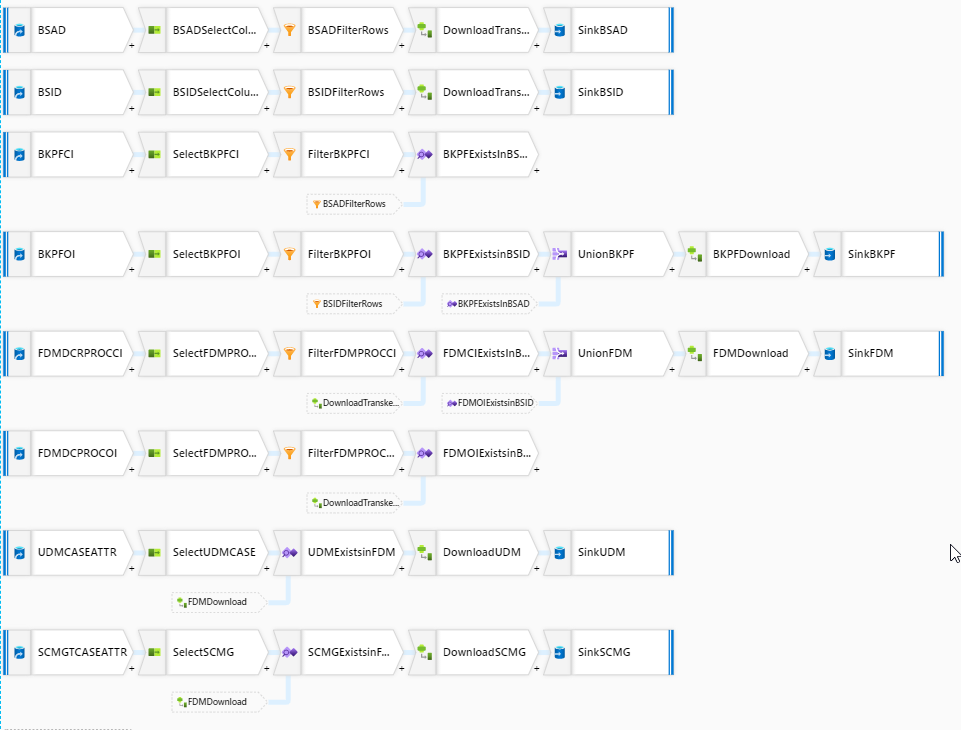 BSAD BSADSelectCol... BSADFilterRows DownloadTrans... SinkBSAD
+ + + +
BSID BSIDSelectColu... BSIDFilterRows DownloadTrans... SinkBSID
+ + + +
BKPFCI SelectBKPFCI FilterBKPFCI BKPFExistsInBS...
+ + + +
BSADFilterRows
BKPFOI SelectBKPFOI FilterBKPFOI BKPFExistsinBSID UnionBKPF BKPFDownload SinkBKPF
+ + + + + +
BSIDFilterRows BKPFExistsInBSAD
FDMDCRPROCCI SelectFDMPRO... FilterFDMPROCCI FDMCIExistsInB... UnionFDM FDMDownload SinkFDM
+ + + + + +
DownloadTranske... FDMOIExistsinBSID
FDMDCPROCOI SelectFDMPRO... FilterFDMPROC... FDMOIExistsinB...
+ + + +
DownloadTranske...
UDMCASEATTR SelectUDMCASE UDMExistsinFDM DownloadUDM SinkUDM
+ + + +
FDMDownload
SCMGTCASEATTR SelectSCMG SCMGExistsinF... DownloadSCMG SinkSCMG
+ + + +
FDMDownload